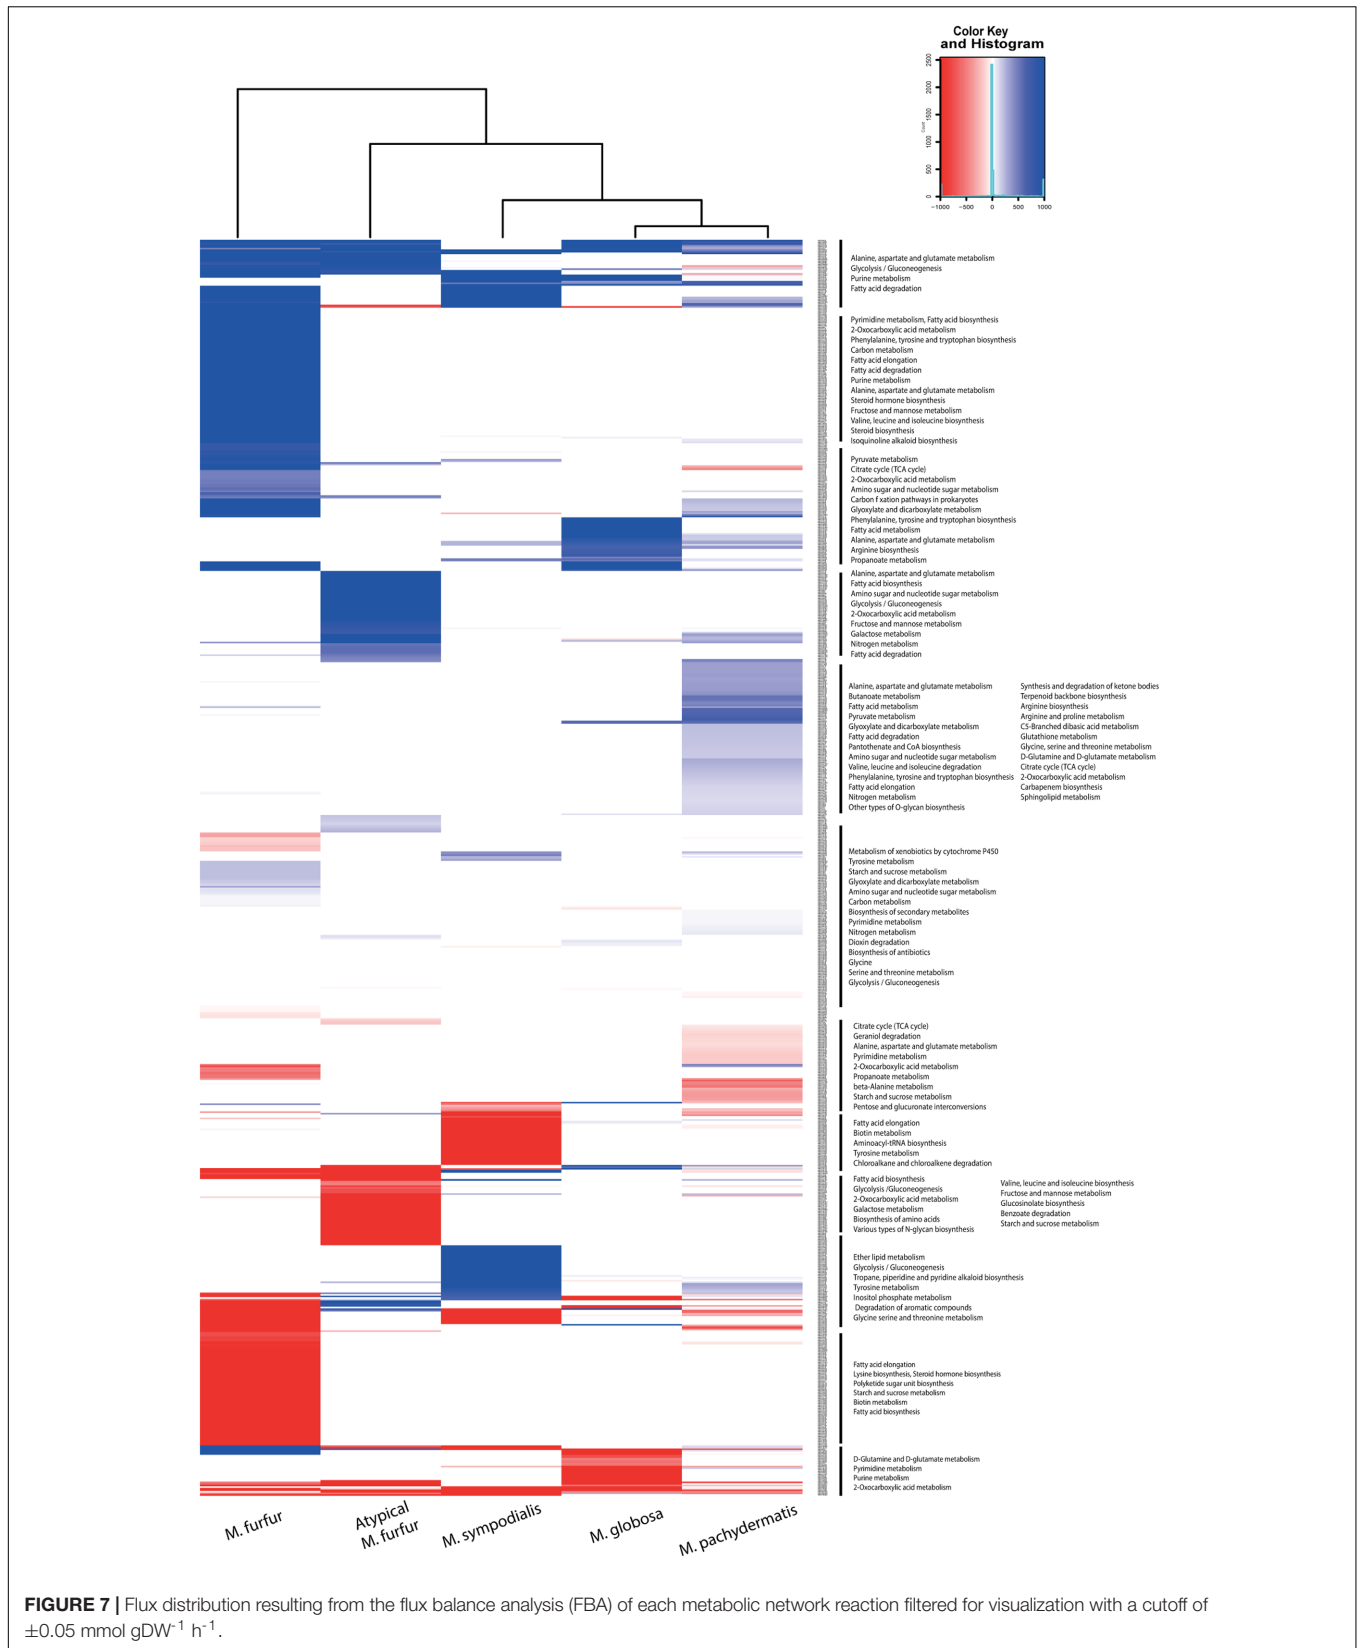 Color Key
and Histogram
Count
0
500
1000
1500
2000
2500
−1000
−500
0
500
1000
Alanine, aspartate and glutamate metabolism
Glycolysis / Gluconeogenesis
Purine metabolism
Fatty acid degradation
Pyrimidine metabolism, Fatty acid biosynthesis
2-Oxocarboxylic acid metabolism
Phenylalanine, tyrosine and tryptophan biosynthesis
Carbon metabolism
Fatty acid elongation
Fatty acid degradation
Purine metabolism
Alanine, aspartate and glutamate metabolism
Steroid hormone biosynthesis
Fructose and mannose metabolism
Valine, leucine and isoleucine biosynthesis
Steroid biosynthesis
Isoquinoline alkaloid biosynthesis
Pyruvate metabolism
Citrate cycle (TCA cycle)
2-Oxocarboxylic acid metabolism
Amino sugar and nucleotide sugar metabolism
Carbon f xation pathways in prokaryotes
Glyoxylate and dicarboxylate metabolism
Phenylalanine, tyrosine and tryptophan biosynthesis
Fatty acid metabolism
Alanine, aspartate and glutamate metabolism
Arginine biosynthesis
Propanoate metabolism
Alanine, aspartate and glutamate metabolism
Fatty acid biosynthesis
Amino sugar and nucleotide sugar metabolism
Glycolysis / Gluconeogenesis
2-Oxocarboxylic acid metabolism
Fructose and mannose metabolism
Galactose metabolism
Nitrogen metabolism
Fatty acid degradation
Alanine, aspartate and glutamate metabolism
Butanoate metabolism
Fatty acid metabolism
Pyruvate metabolism
Glyoxylate and dicarboxylate metabolism
Fatty acid degradation
Pantothenate and CoA biosynthesis
Amino sugar and nucleotide sugar metabolism
Valine, leucine and isoleucine degradation
Phenylalanine, tyrosine and tryptophan biosynthesis
Fatty acid elongation
Nitrogen metabolism
Other types of O-glycan biosynthesis
Synthesis and degradation of ketone bodies
Terpenoid backbone biosynthesis
Arginine biosynthesis
Arginine and proline metabolism
C5-Branched dibasic acid metabolism
Glutathione metabolism
Glycine, serine and threonine metabolism
D-Glutamine and D-glutamate metabolism
Citrate cycle (TCA cycle)
2-Oxocarboxylic acid metabolism
Carbapenem biosynthesis
Sphingolipid metabolism
Metabolism of xenobiotics by cytochrome P450
Tyrosine metabolism
Starch and sucrose metabolism
Glyoxylate and dicarboxylate metabolism
Amino sugar and nucleotide sugar metabolism
Carbon metabolism
Biosynthesis of secondary metabolites
Pyrimidine metabolism
Nitrogen metabolism
Dioxin degradation
Biosynthesis of antibiotics
Glycine
Serine and threonine metabolism
Glycolysis / Gluconeogenesis
Citrate cycle (TCA cycle)
Geraniol degradation
Alanine, aspartate and glutamate metabolism
Pyrimidine metabolism
2-Oxocarboxylic acid metabolism
Propanoate metabolism
beta-Alanine metabolism
Starch and sucrose metabolism
Pentose and glucuronate interconversions
Fatty acid elongation
Biotin metabolism
Aminoacyl-tRNA biosynthesis
Tyrosine metabolism
Chloroalkane and chloroalkene degradation
Fatty acid biosynthesis
Glycolysis /Gluconeogenesis
2-Oxocarboxylic acid metabolism
Galactose metabolism
Biosynthesis of amino acids
Various types of N-glycan biosynthesis
Valine, leucine and isoleucine biosynthesis
Fructose and mannose metabolism
Glucosinolate biosynthesis
Benzoate degradation
Starch and sucrose metabolism
Ether lipid metabolism
Glycolysis / Gluconeogenesis
Tropane, piperidine and pyridine alkaloid biosynthesis
Tyrosine metabolism
Inositol phosphate metabolism
Degradation of aromatic compounds
Glycine serine and threonine metabolism
Fatty acid elongation
Lysine biosynthesis, Steroid hormone biosynthesis
Polyketide sugar unit biosynthesis
Starch and sucrose metabolism
Biotin metabolism
Fatty acid biosynthesis
D-Glutamine and D-glutamate metabolism
Pyrimidine metabolism
Purine metabolism
2-Oxocarboxylic acid metabolism
M. furfur
Atypical
M. furfur
M. sympodialis
M. globosa
M. pachydermatis
FIGURE 7 | Flux distribution resulting from the flux balance analysis (FBA) of each metabolic network reaction filtered for visualization with a cutoff of
±0.05 mmol gDW⁻¹ h⁻¹.